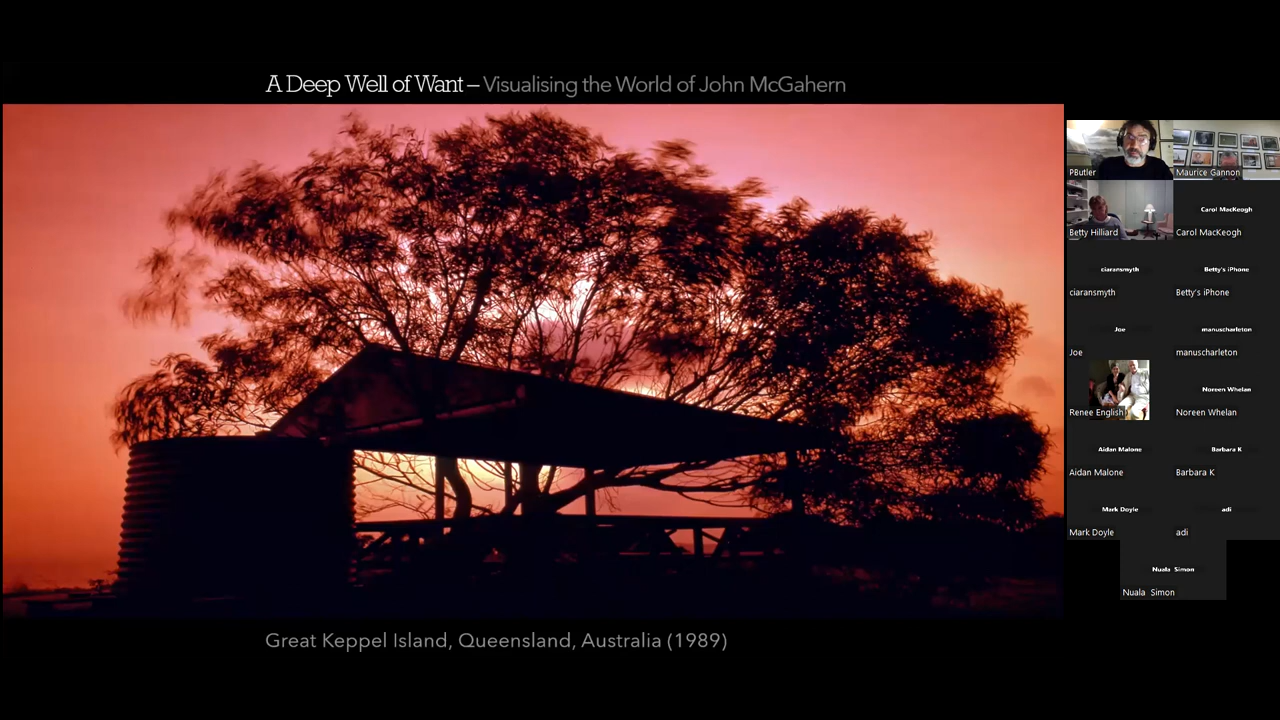 A Deep Well of Want – Visualising the World of John McGahern
Great Keppel Island, Queensland, Australia (1989)
PButler
Maurice Gannon
Betty Hilliard
Carol MacKeogh
Carol MacKeogh
ciaransmyth
ciaransmyth
Betty's iPhone
Betty's iPhone
Joe
Joe
manuscharleton
manuscharleton
Renee English
Noreen Whelan
Noreen Whelan
Aidan Malone
Aidan Malone
Barbara K
Barbara K
Mark Doyle
Mark Doyle
adi
adi
Nuala Simon
Nuala Simon